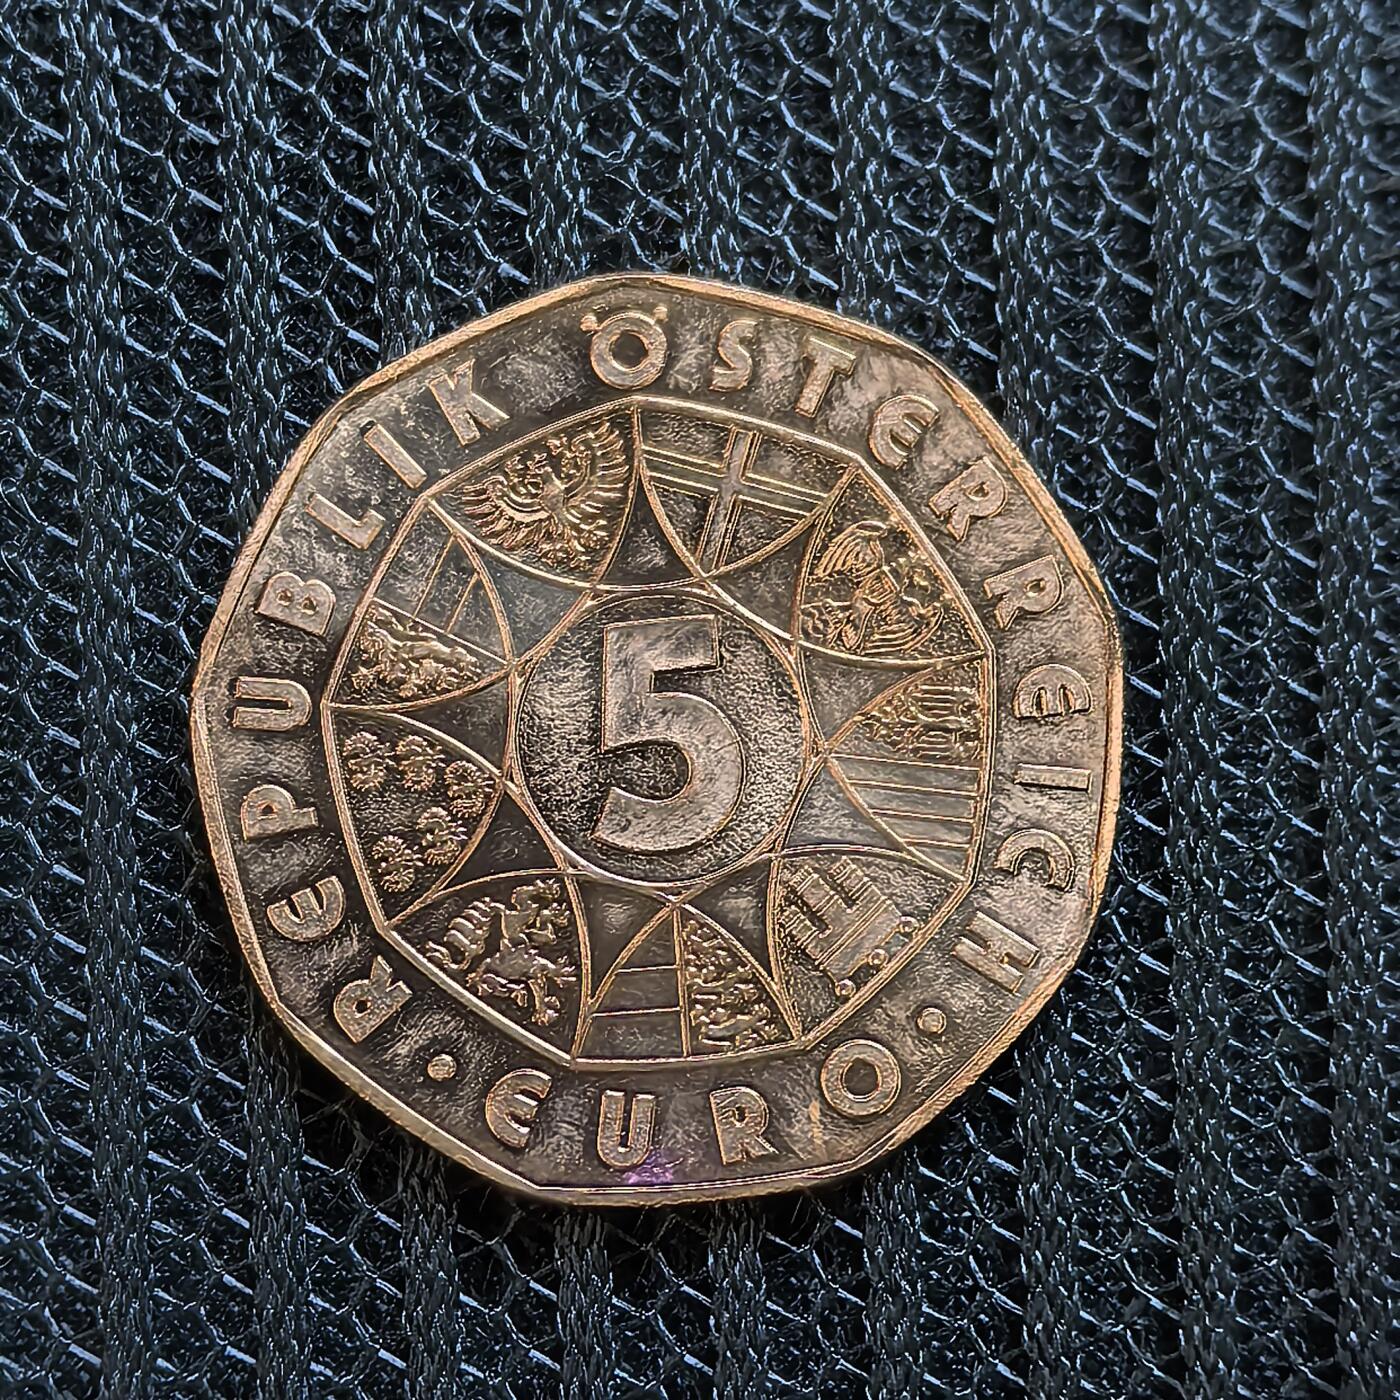 REPUBLIK ÖSTERREICH
5
· EURO ·